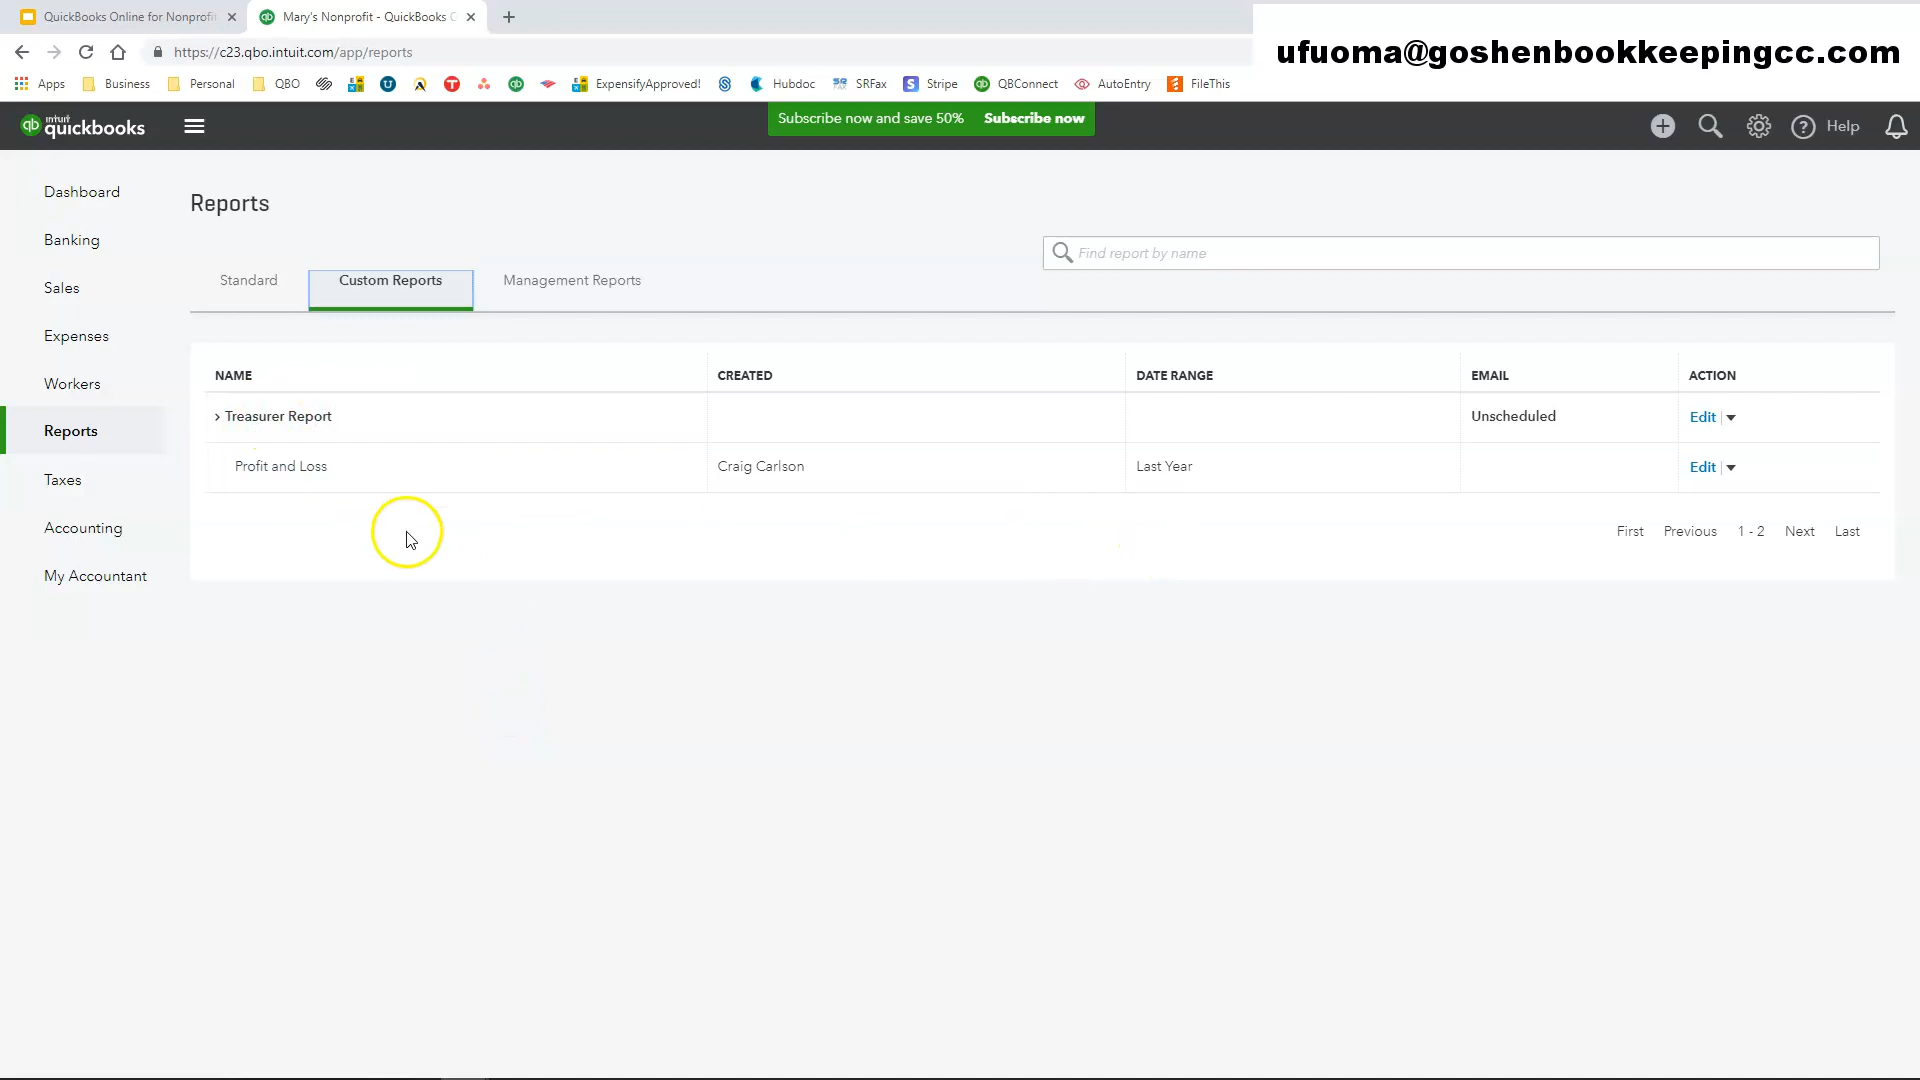 QuickBooks Online for Nonprofit
Mary's Nonprofit - QuickBooks
https://c23.qbo.intuit.com/app/reports
ufuoma@goshenbookkeepingcc.com
Apps Business Personal QBO ExpensifyApproved! Hubdoc SRFax Stripe QBConnect AutoEntry FileThis
intuit
quickbooks
Subscribe now and save 50% Subscribe now
Help
Dashboard
Banking
Sales
Expenses
Workers
Reports
Taxes
Accounting
My Accountant
Reports
Find report by name
Standard Custom Reports Management Reports
NAME CREATED DATE RANGE EMAIL ACTION
Treasurer Report Unscheduled Edit
Profit and Loss Craig Carlson Last Year Edit
First Previous 1 - 2 Next Last